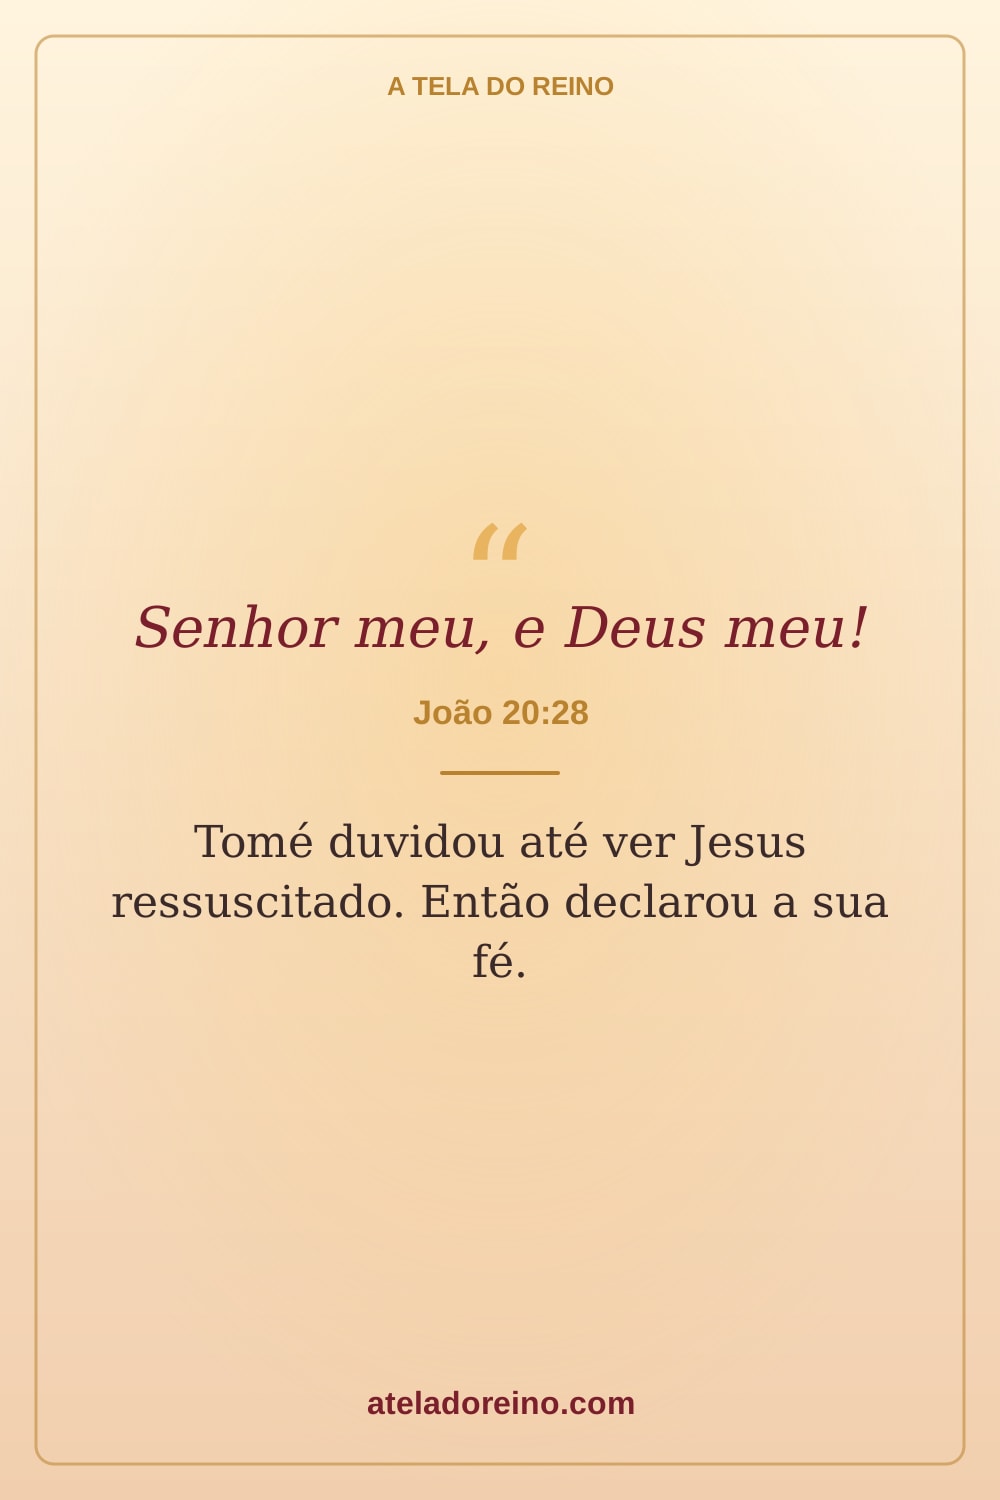 A TELA DO REINO
“
Senhor meu, e Deus meu!
João 20:28
Tomé duvidou até ver Jesus
ressuscitado. Então declarou a sua
fé.
ateladoreino.com